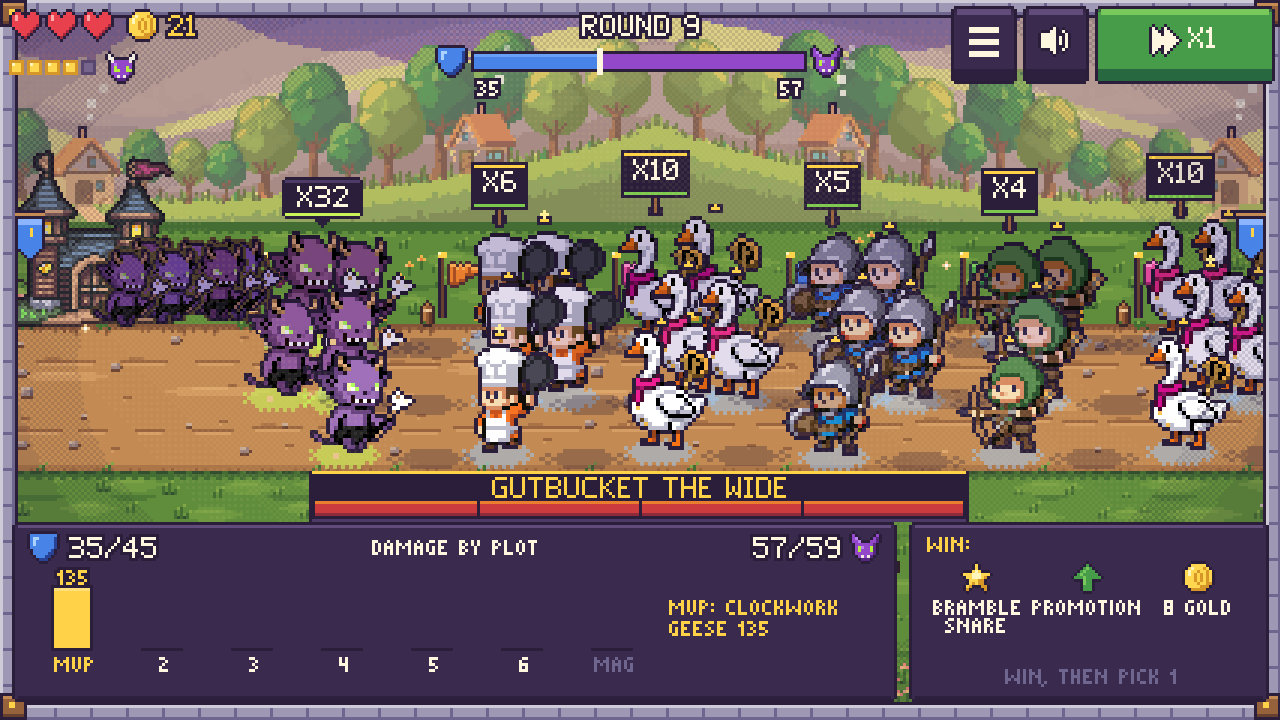 21
ROUND 9
X1
35
57
X32
X6
X10
X5
X4
X10
GUTBUCKET THE WIDE
35/45
DAMAGE BY PLOT
57/59
135
MVP
2
3
4
5
6
MAG
MVP: CLOCKWORK
GEESE 135
WIN:
BRAMBLE
SNARE
PROMOTION
8 GOLD
WIN, THEN PICK 1